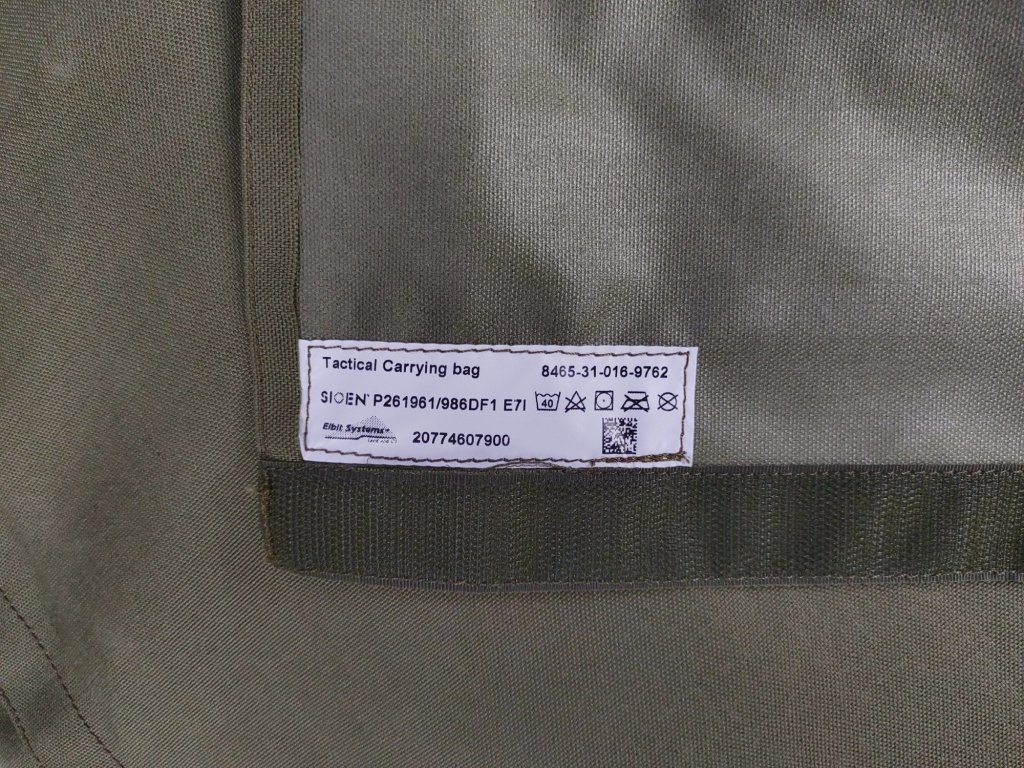 Tactical Carrying bag 8465-31-016-9762
SIOEN P261961/986DF1 E7I 40
Elbit Systems 20774607900